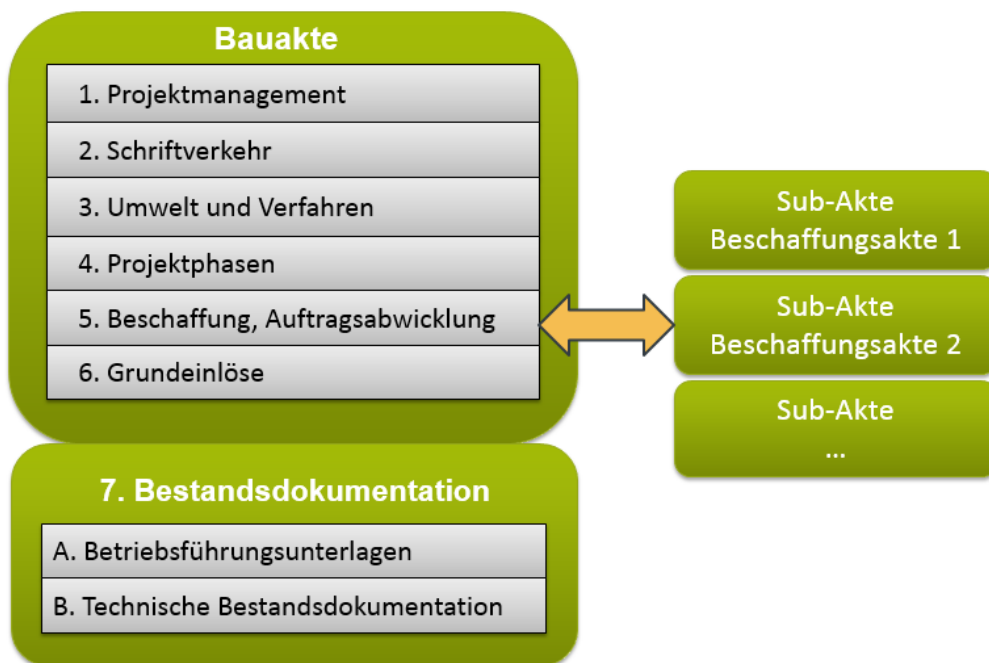 Bauakte
1. Projektmanagement
2. Schriftverkehr
3. Umwelt und Verfahren
4. Projektphasen
5. Beschaffung, Auftragsabwicklung
6. Grundeinlöse
Sub-Akte
Beschaffungsakte 1
Sub-Akte
Beschaffungsakte 2
Sub-Akte
...
7. Bestandsdokumentation
A. Betriebsführungsunterlagen
B. Technische Bestandsdokumentation